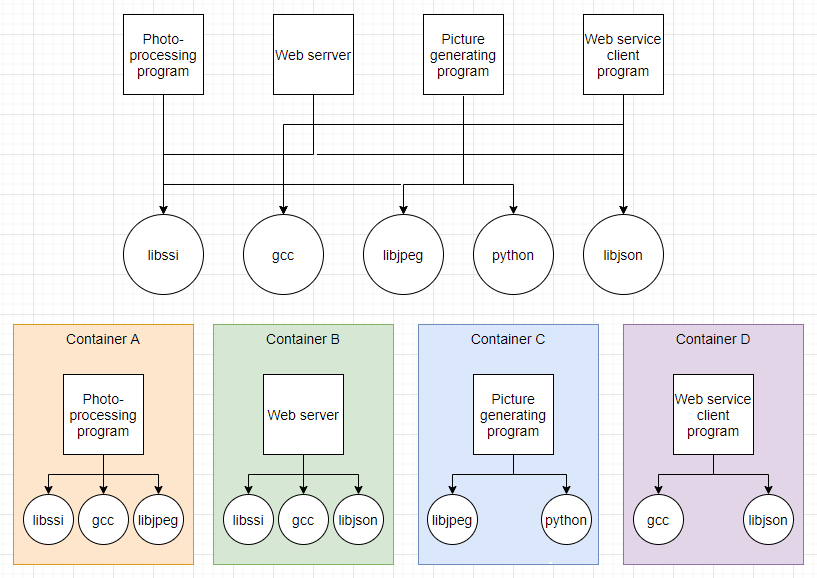 Photo-
processing
program
Web serrver
Picture
generating
program
Web service
client
program
libssi
gcc
libjpeg
python
libjson
Container A
Photo-
processing
program
libssi
gcc
libjpeg
Container B
Web server
libssi
gcc
libjson
Container C
Picture
generating
program
libjpeg
python
Container D
Web service
client
program
gcc
libjson